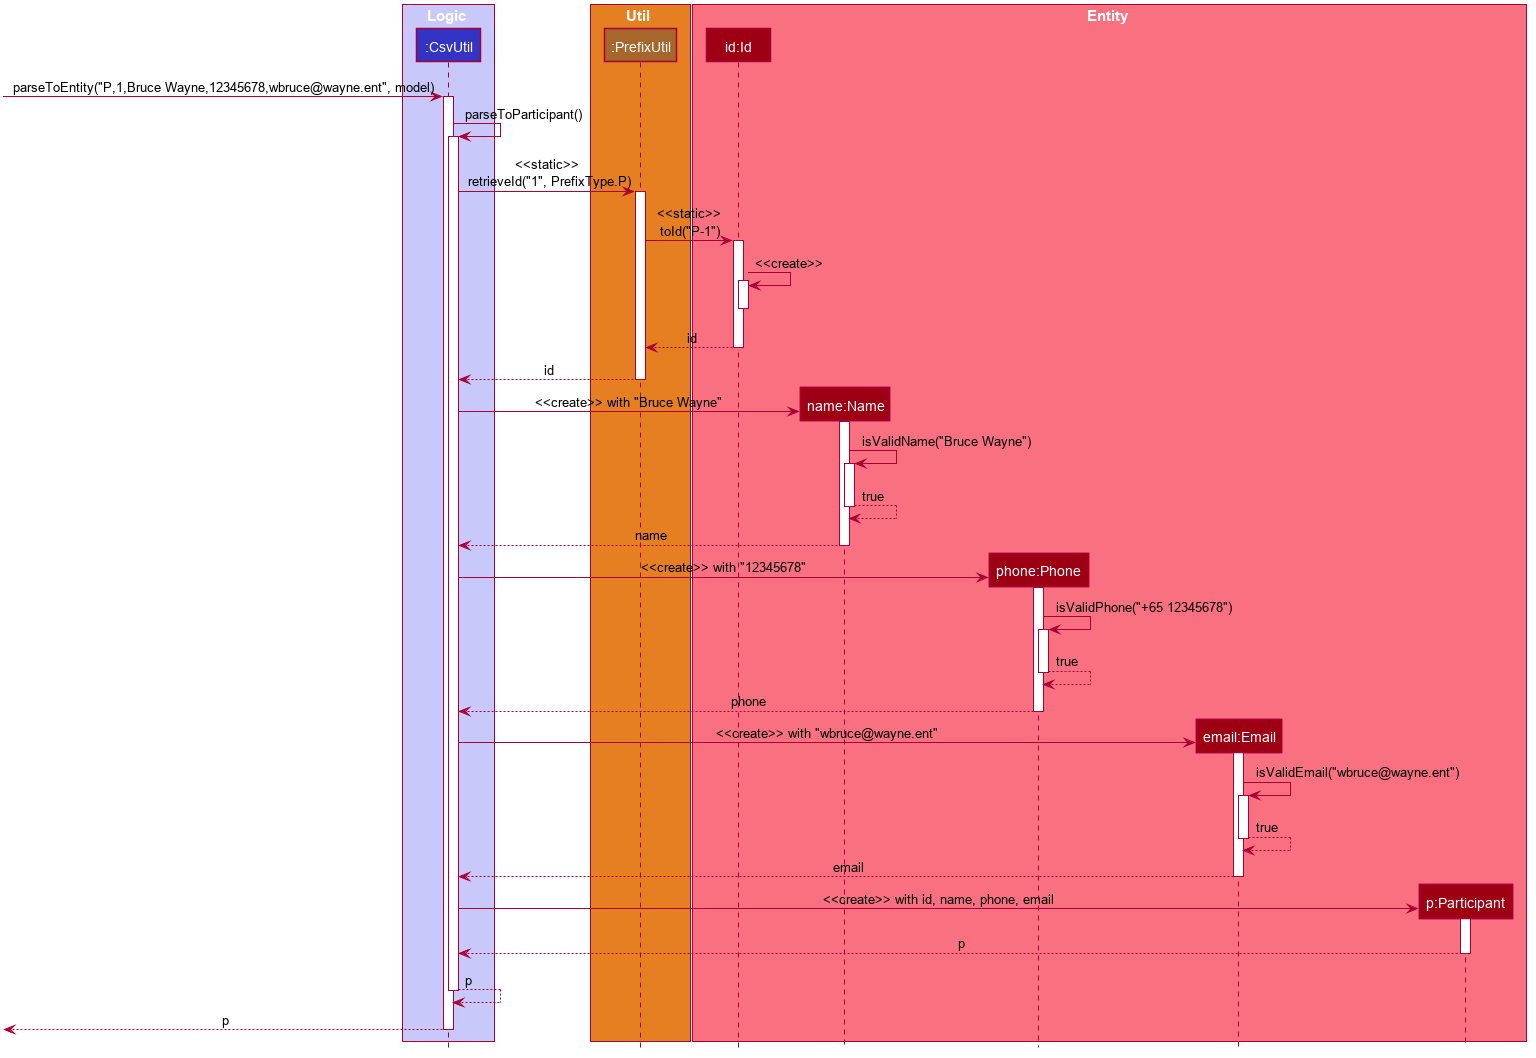 Logic
Util
Entity
:CsvUtil
:PrefixUtil
id:Id
parseToEntity("P,1,Bruce Wayne,12345678,wbruce@wayne.ent", model)
parseToParticipant()
<<static>>
retrieveId("1", PrefixType.P)
<<static>>
toId("P-1")
<<create>>
id
id
<<create>> with "Bruce Wayne"
name:Name
isValidName("Bruce Wayne")
true
name
<<create>> with "12345678"
phone:Phone
isValidPhone("+65 12345678")
true
phone
<<create>> with "wbruce@wayne.ent"
email:Email
isValidEmail("wbruce@wayne.ent")
true
email
<<create>> with id, name, phone, email
p:Participant
p
p
p